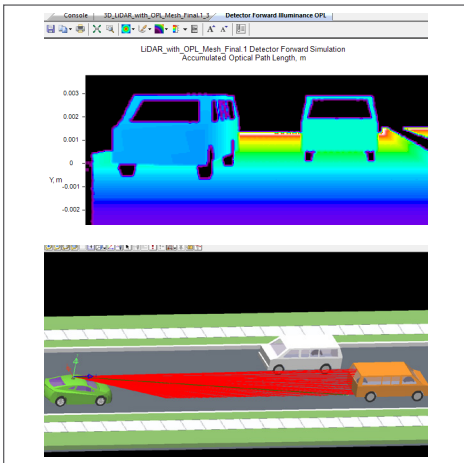 Console
3D_LiDAR_with_OPL_Mesh_Final.1_3
Detector Forward Illuminance OPL
LiDAR_with_OPL_Mesh_Final.1 Detector Forward Simulation
Accumulated Optical Path Length, m
0.003
0.002
0.001
0
Y, m
-0.001
-0.002